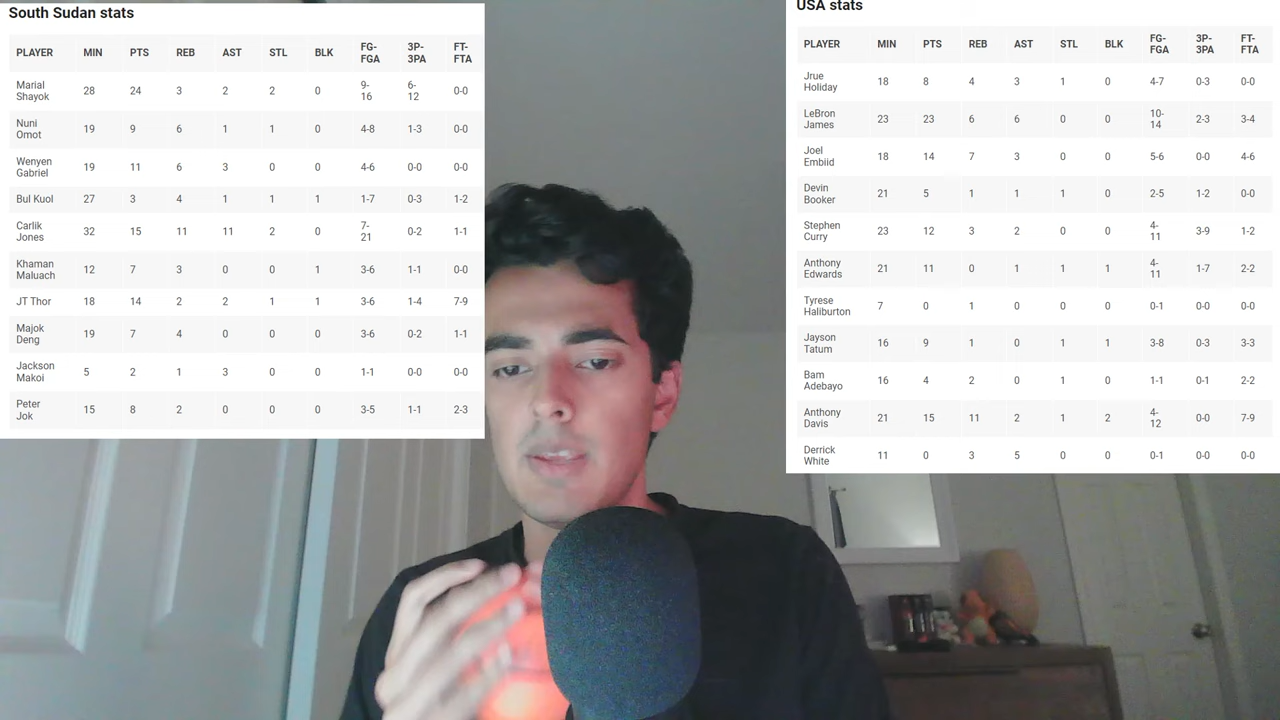 South Sudan stats
PLAYER MIN PTS REB AST STL BLK FG-FGA 3P-3PA FT-FTA
Marial Shayok 28 24 3 2 2 0 9-16 6-12 0-0
Nuni Omot 19 9 6 1 1 0 4-8 1-3 0-0
Wenyen Gabriel 19 11 6 3 0 0 4-6 0-0 0-0
Bul Kuol 27 3 4 1 1 1 1-7 0-3 1-2
Carlik Jones 32 15 11 11 2 0 7-21 0-2 1-1
Khaman Maluach 12 7 3 0 0 1 3-6 1-1 0-0
JT Thor 18 14 2 2 1 1 3-6 1-4 7-9
Majok Deng 19 7 4 0 0 0 3-6 0-2 1-1
Jackson Makoi 5 2 1 3 0 0 1-1 0-0 0-0
Peter Jok 15 8 2 0 0 0 3-5 1-1 2-3
USA stats
PLAYER MIN PTS REB AST STL BLK FG-FGA 3P-3PA FT-FTA
Jrue Holiday 18 8 4 3 1 0 4-7 0-3 0-0
LeBron James 23 23 6 6 0 0 10-14 2-3 3-4
Joel Embiid 18 14 7 3 0 0 5-6 0-0 4-6
Devin Booker 21 5 1 1 1 0 2-5 1-2 0-0
Stephen Curry 23 12 3 2 0 0 4-11 3-9 1-2
Anthony Edwards 21 11 0 1 1 1 4-11 1-7 2-2
Tyrese Haliburton 7 0 1 0 0 0 0-1 0-0 0-0
Jayson Tatum 16 9 1 0 1 1 3-8 0-3 3-3
Bam Adebayo 16 4 2 0 1 0 1-1 0-1 2-2
Anthony Davis 21 15 11 2 1 2 4-12 0-0 7-9
Derrick White 11 0 3 5 0 0 0-1 0-0 0-0